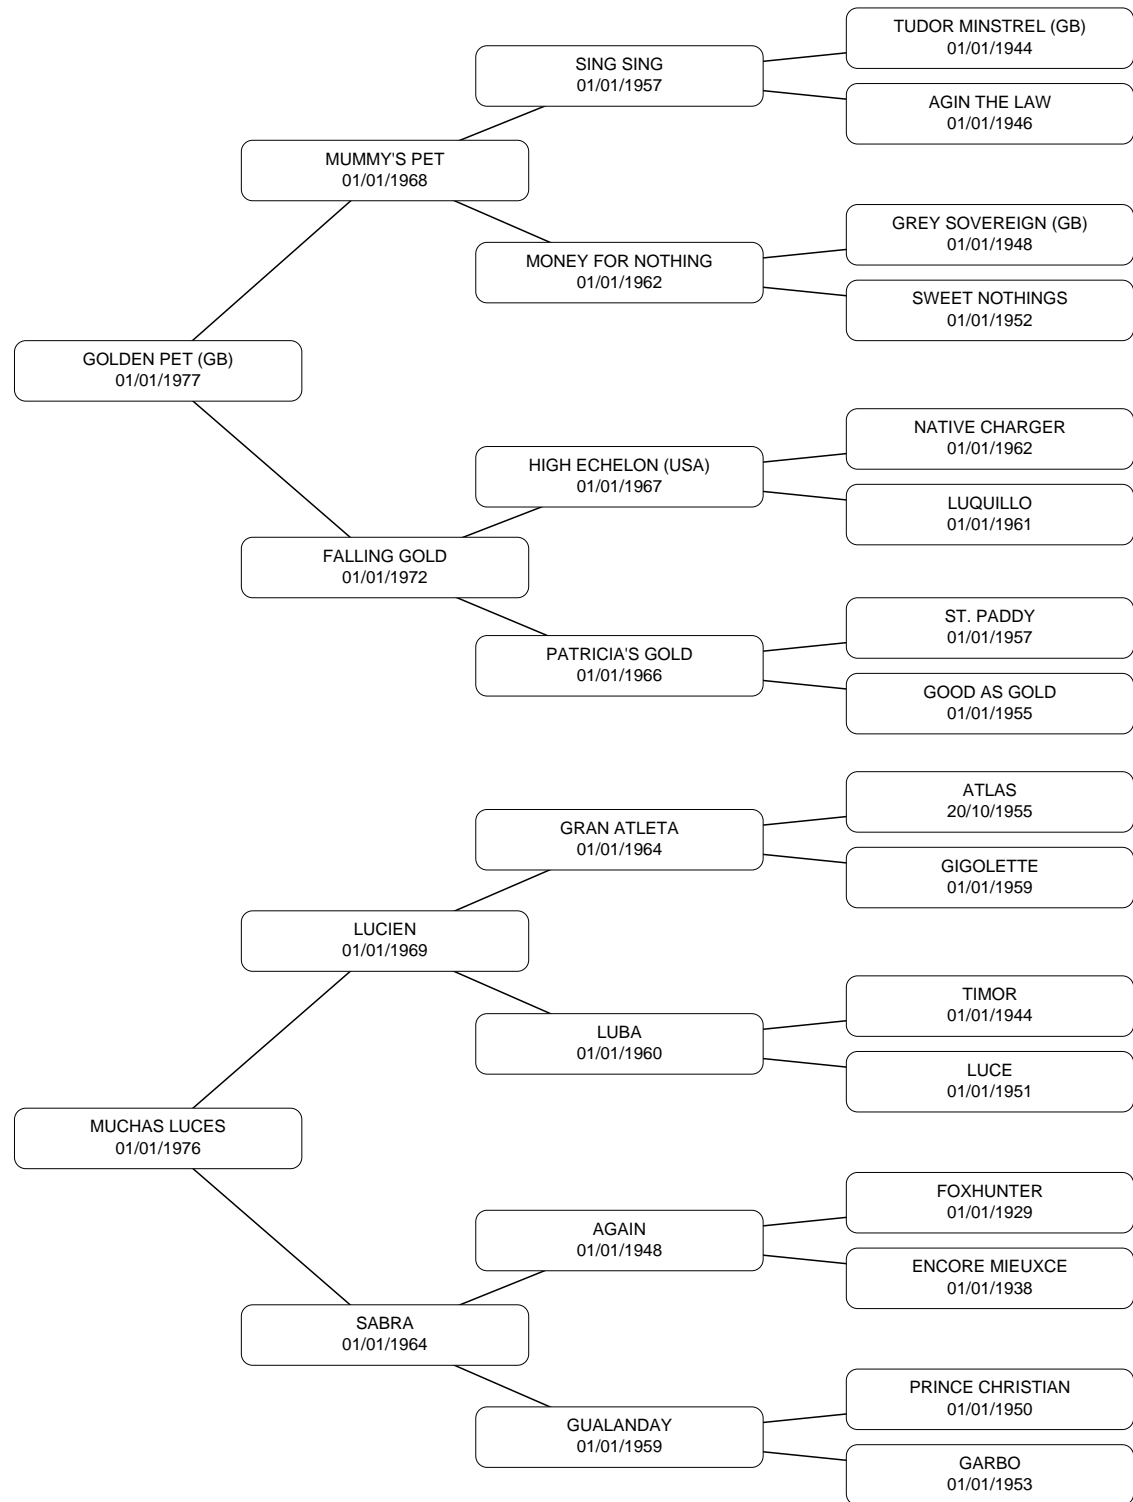 TUDOR MINSTREL (GB)
01/01/1944
SING SING
01/01/1957
AGIN THE LAW
01/01/1946
MUMMY'S PET
01/01/1968
GREY SOVEREIGN (GB)
01/01/1948
MONEY FOR NOTHING
01/01/1962
SWEET NOTHINGS
01/01/1952
GOLDEN PET (GB)
01/01/1977
NATIVE CHARGER
01/01/1962
HIGH ECHELON (USA)
01/01/1967
LUQUILLO
01/01/1961
FALLING GOLD
01/01/1972
ST. PADDY
01/01/1957
PATRICIA'S GOLD
01/01/1966
GOOD AS GOLD
01/01/1955
ATLAS
20/10/1955
GRAN ATLETA
01/01/1964
GIGOLETTE
01/01/1959
LUCIEN
01/01/1969
TIMOR
01/01/1944
LUBA
01/01/1960
LUCE
01/01/1951
MUCHAS LUCES
01/01/1976
FOXHUNTER
01/01/1929
AGAIN
01/01/1948
ENCORE MIEUXCE
01/01/1938
SABRA
01/01/1964
PRINCE CHRISTIAN
01/01/1950
GUALANDAY
01/01/1959
GARBO
01/01/1953